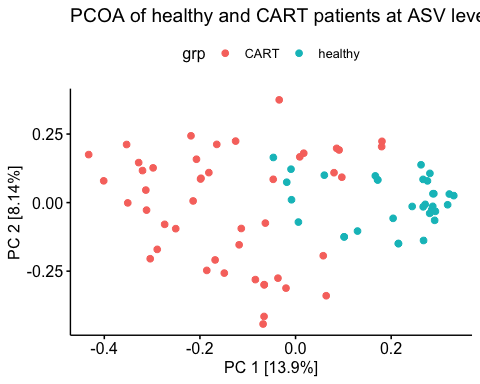 PCOA of healthy and CART patients at ASV leve
grp CART healthy
PC 2 [8.14%]
0.25
0.00
-0.25
-0.4 -0.2 0.0 0.2
PC 1 [13.9%]